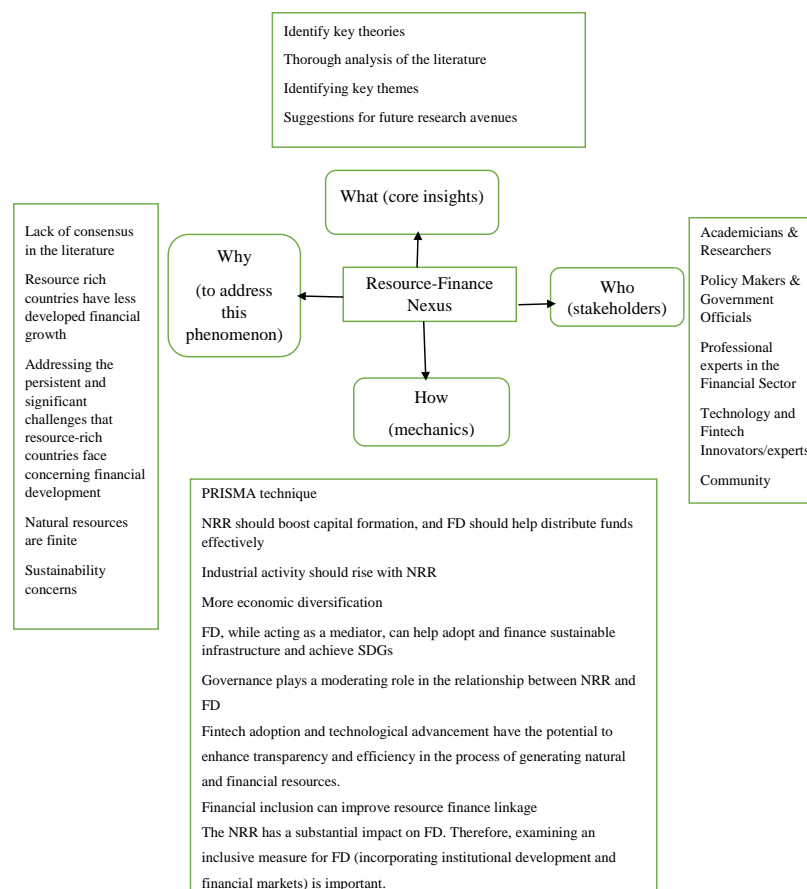 Identify key theories
Thorough analysis of the literature
Identifying key themes
Suggestions for future research avenues
What (core insights)
Lack of consensus
in the literature
Resource rich
countries have less
developed financial
growth
Addressing the
persistent and
significant
challenges that
resource-rich
countries face
concerning financial
development
Natural resources
are finite
Sustainability
concerns
Why
(to address
this
phenomenon)
Resource-Finance
Nexus
Who
(stakeholders)
Academicians &
Researchers
Policy Makers &
Government
Officials
Professional
experts in the
Financial Sector
Technology and
Fintech
Innovators/experts
Community
How
(mechanics)
PRISMA technique
NRR should boost capital formation, and FD should help distribute funds
effectively
Industrial activity should rise with NRR
More economic diversification
FD, while acting as a mediator, can help adopt and finance sustainable
infrastructure and achieve SDGs
Governance plays a moderating role in the relationship between NRR and
FD
Fintech adoption and technological advancement have the potential to
enhance transparency and efficiency in the process of generating natural
and financial resources.
Financial inclusion can improve resource finance linkage
The NRR has a substantial impact on FD. Therefore, examining an
inclusive measure for FD (incorporating institutional development and
financial markets) is important.